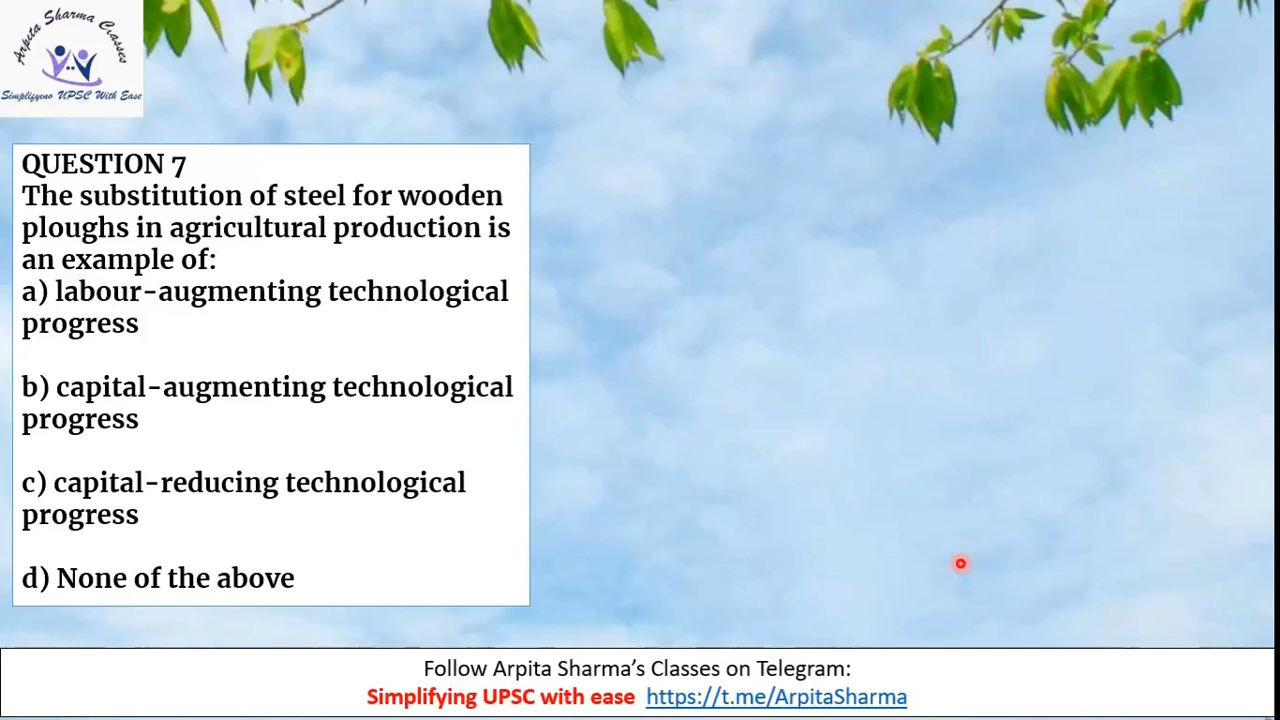 Arpita Sharma Classes
Simplifyeno UPSC With Ease
QUESTION 7
The substitution of steel for wooden
ploughs in agricultural production is
an example of:
a) labour-augmenting technological
progress
b) capital-augmenting technological
progress
c) capital-reducing technological
progress
d) None of the above
Follow Arpita Sharma’s Classes on Telegram:
Simplifying UPSC with ease https://t.me/ArpitaSharma